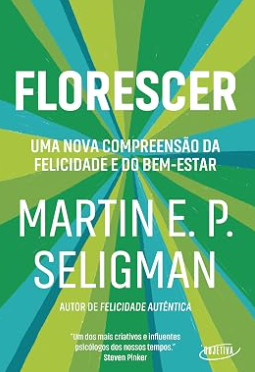 FLORESCER
UMA NOVA COMPREENSÃO DA
FELICIDADE E DO BEM-ESTAR
MARTIN E. P.
SELIGMAN
AUTOR DE FELICIDADE AUTÊNTICA
"Um dos mais criativos e influentes
psicólogos dos nossos tempos."
Steven Pinker
OBJETIVA